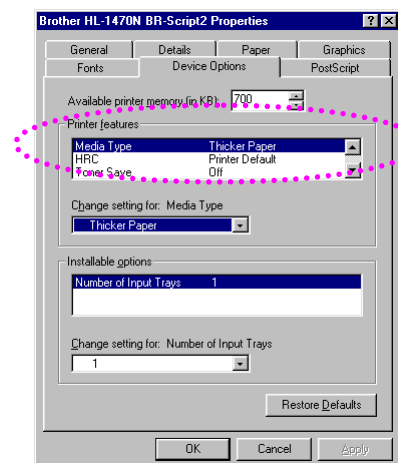 Brother HL-1470N BR-Script2 Properties ? X
General Details Paper Graphics
Fonts Device Options PostScript
Available printer memory (in KB): 700
Printer features
Media Type Thicker Paper
HRC Printer Default
Toner Save Off
Change setting for: Media Type
Thicker Paper
Installable options
Number of Input Trays 1
Change setting for: Number of Input Trays
1
Restore Defaults
OK Cancel Apply